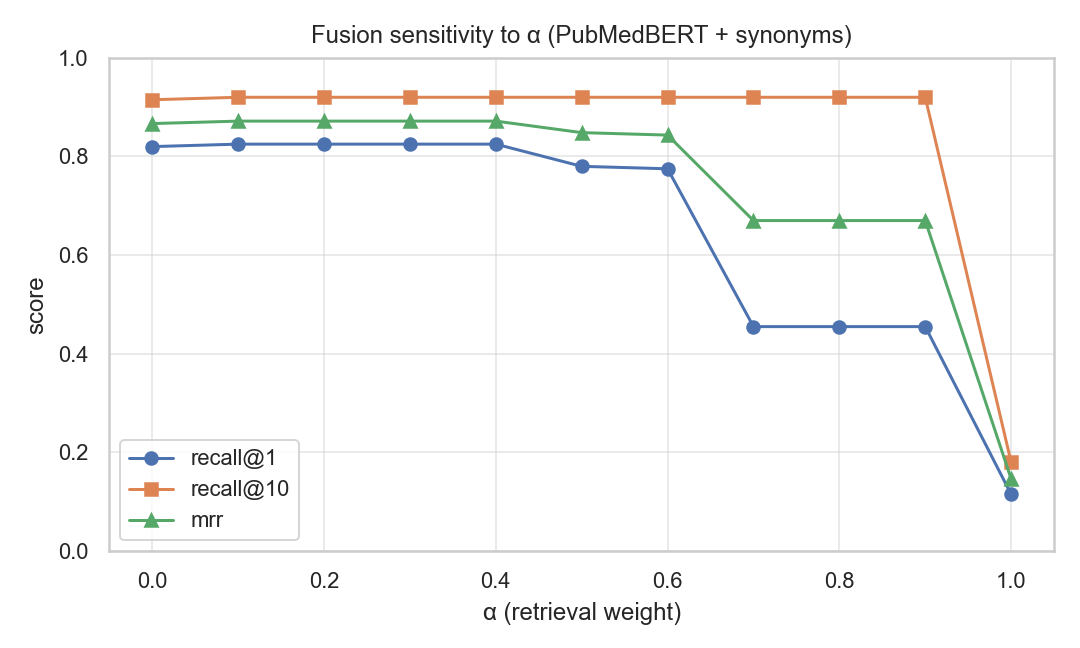 Fusion sensitivity to α (PubMedBERT + synonyms)
1.0
0.8
0.6
0.4
0.2
0.0
score
recall@1
recall@10
mrr
0.0 0.2 0.4 0.6 0.8 1.0
α (retrieval weight)